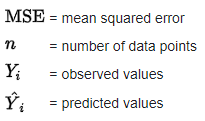 MSE = mean squared error
n = number of data points
Yᵢ = observed values
Ŷᵢ = predicted values